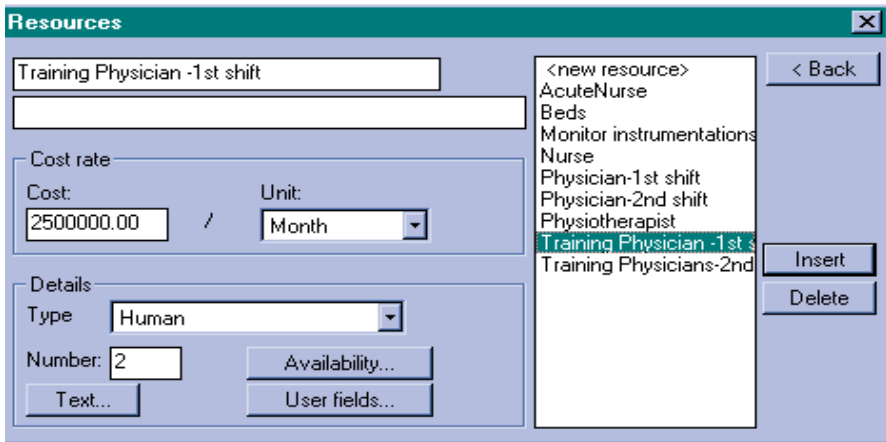 Resources
Training Physician -1st shift
Cost rate
Cost:
Unit:
2500000.00 / Month
Details
Type Human
Number: 2
Availability...
Text...
User fields...
<new resource>
AcuteNurse
Beds
Monitor instrumentations
Nurse
Physician-1st shift
Physician-2nd shift
Physiotherapist
Training Physician -1st s
Training Physicians-2nd
< Back
Insert
Delete